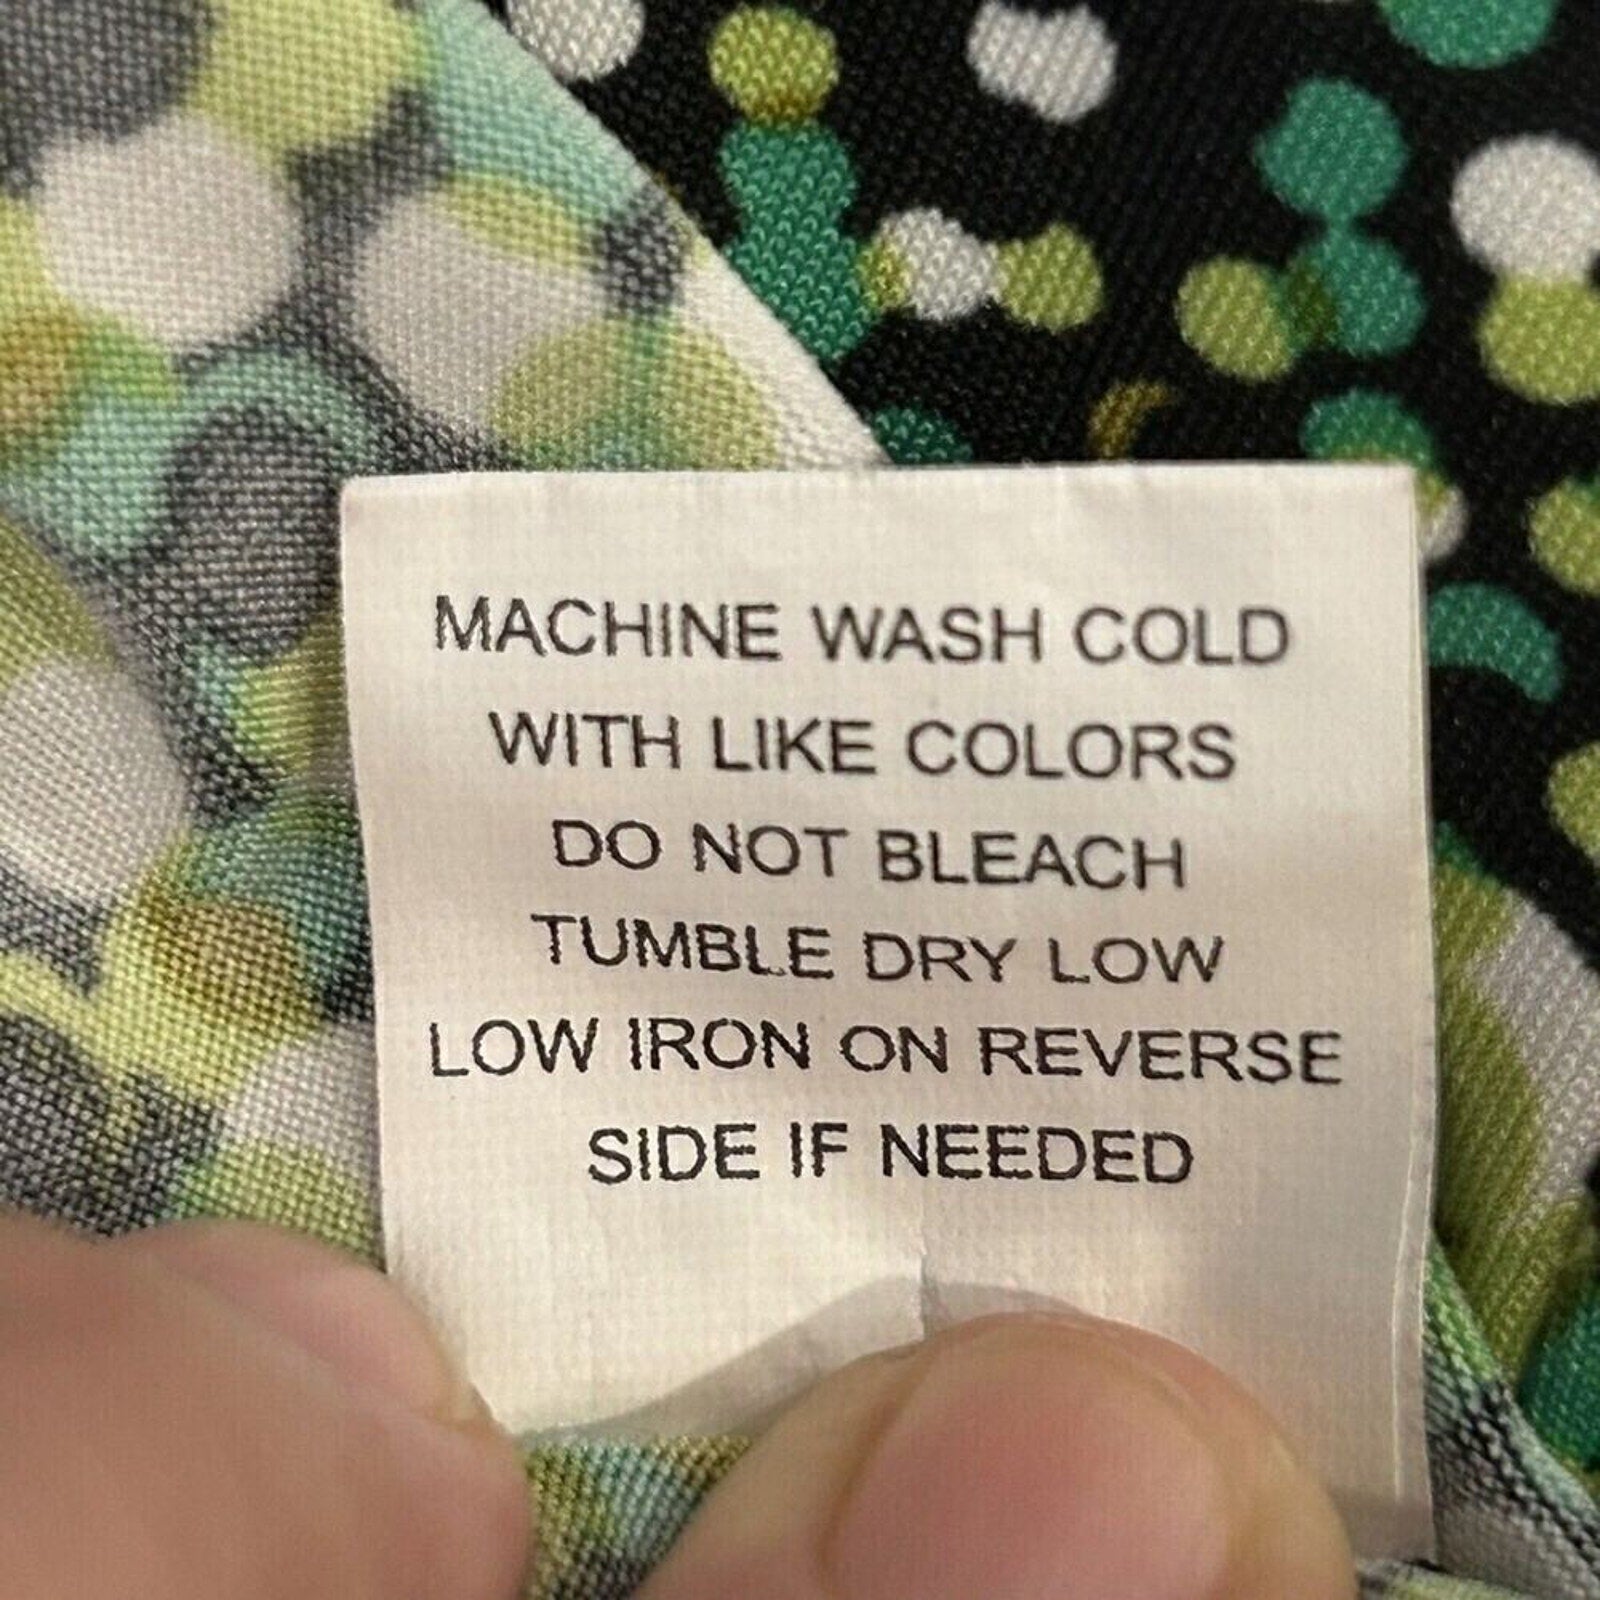 MACHINE WASH COLD
WITH LIKE COLORS
DO NOT BLEACH
TUMBLE DRY LOW
LOW IRON ON REVERSE
SIDE IF NEEDED